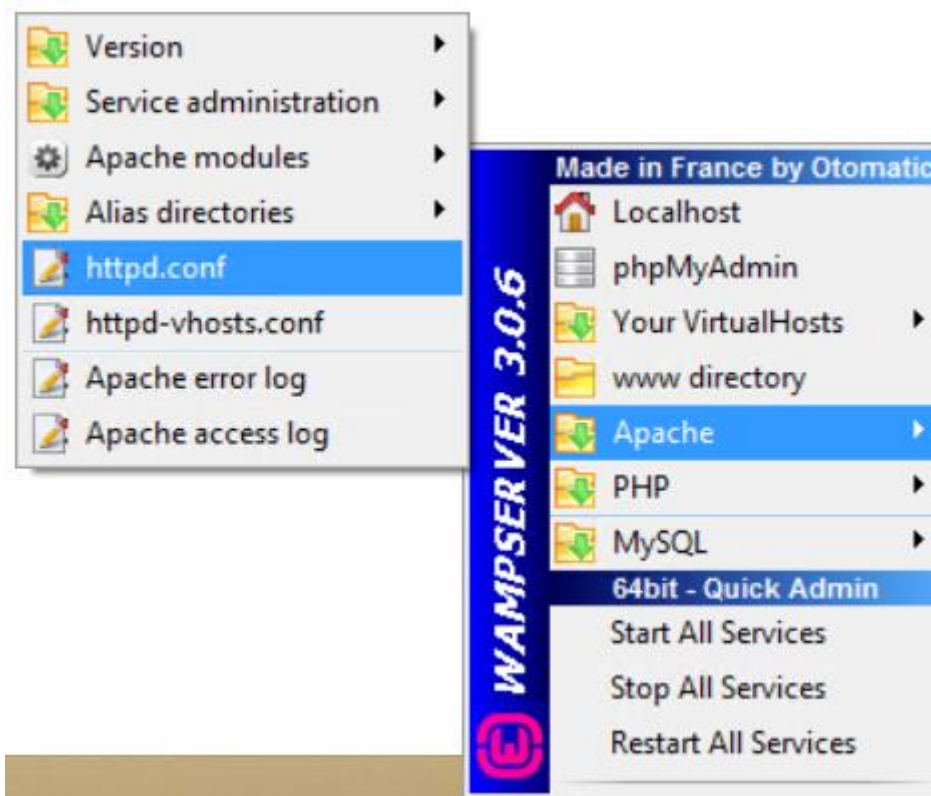 Version
Service administration
Apache modules
Alias directories
httpd.conf
httpd-vhosts.conf
Apache error log
Apache access log
WAMPSERVER 3.0.6
Made in France by Otomatic
Localhost
phpMyAdmin
Your VirtualHosts
www directory
Apache
PHP
MySQL
64bit - Quick Admin
Start All Services
Stop All Services
Restart All Services